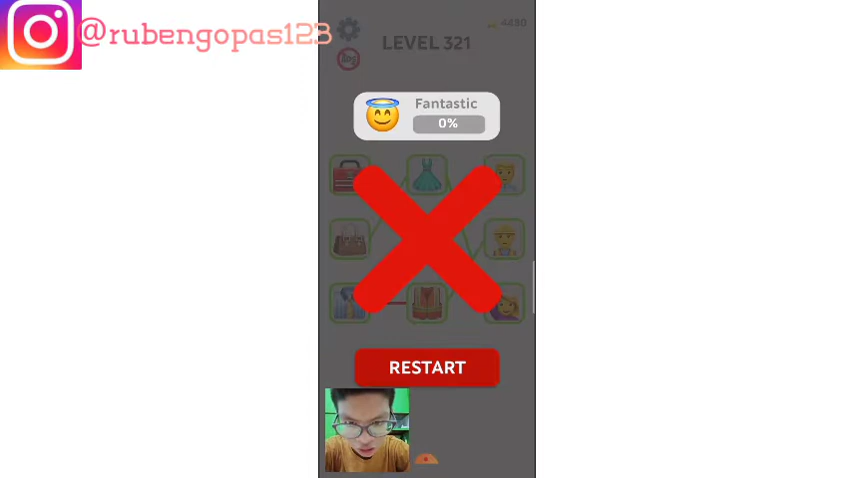 @rubengopas123
4430
LEVEL 321
Fantastic
0%
RESTART